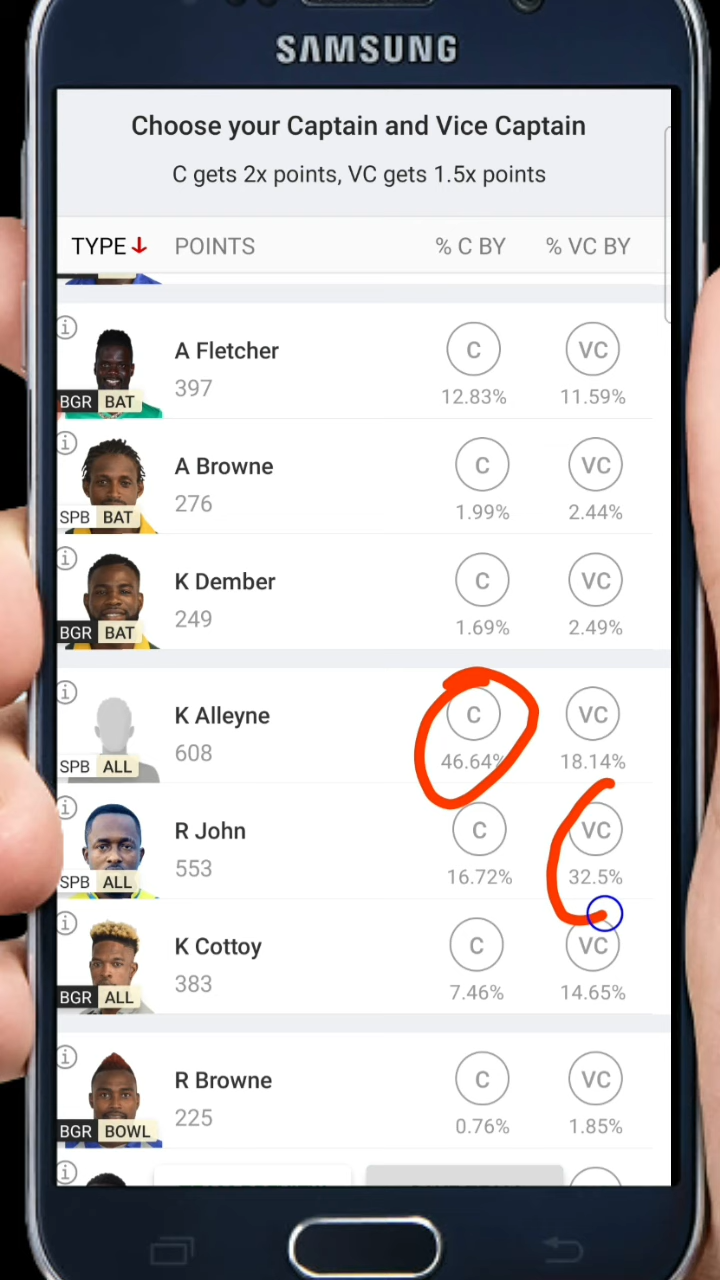 SAMSUNG
Choose your Captain and Vice Captain
C gets 2x points, VC gets 1.5x points
TYPE POINTS % C BY % VC BY
A Fletcher C VC
397 12.83% 11.59%
BGR BAT
A Browne C VC
276 1.99% 2.44%
SPB BAT
K Dember C VC
249 1.69% 2.49%
BGR BAT
K Alleyne C VC
608 46.64% 18.14%
SPB ALL
R John C VC
553 16.72% 32.5%
SPB ALL
K Cottoy C VC
383 7.46% 14.65%
BGR ALL
R Browne C VC
225 0.76% 1.85%
BGR BOWL